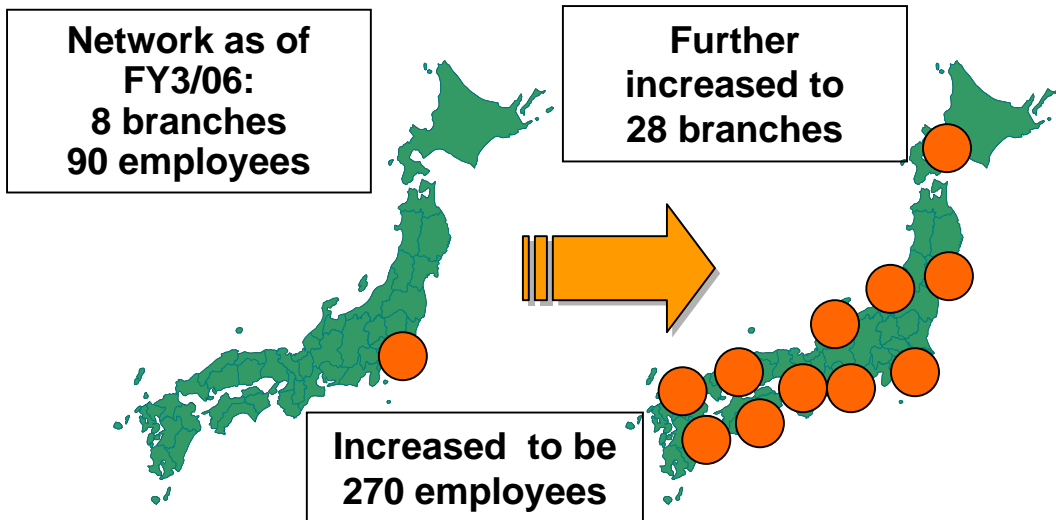 Network as of
FY3/06:
8 branches
90 employees
Further
increased to
28 branches
Increased to be
270 employees